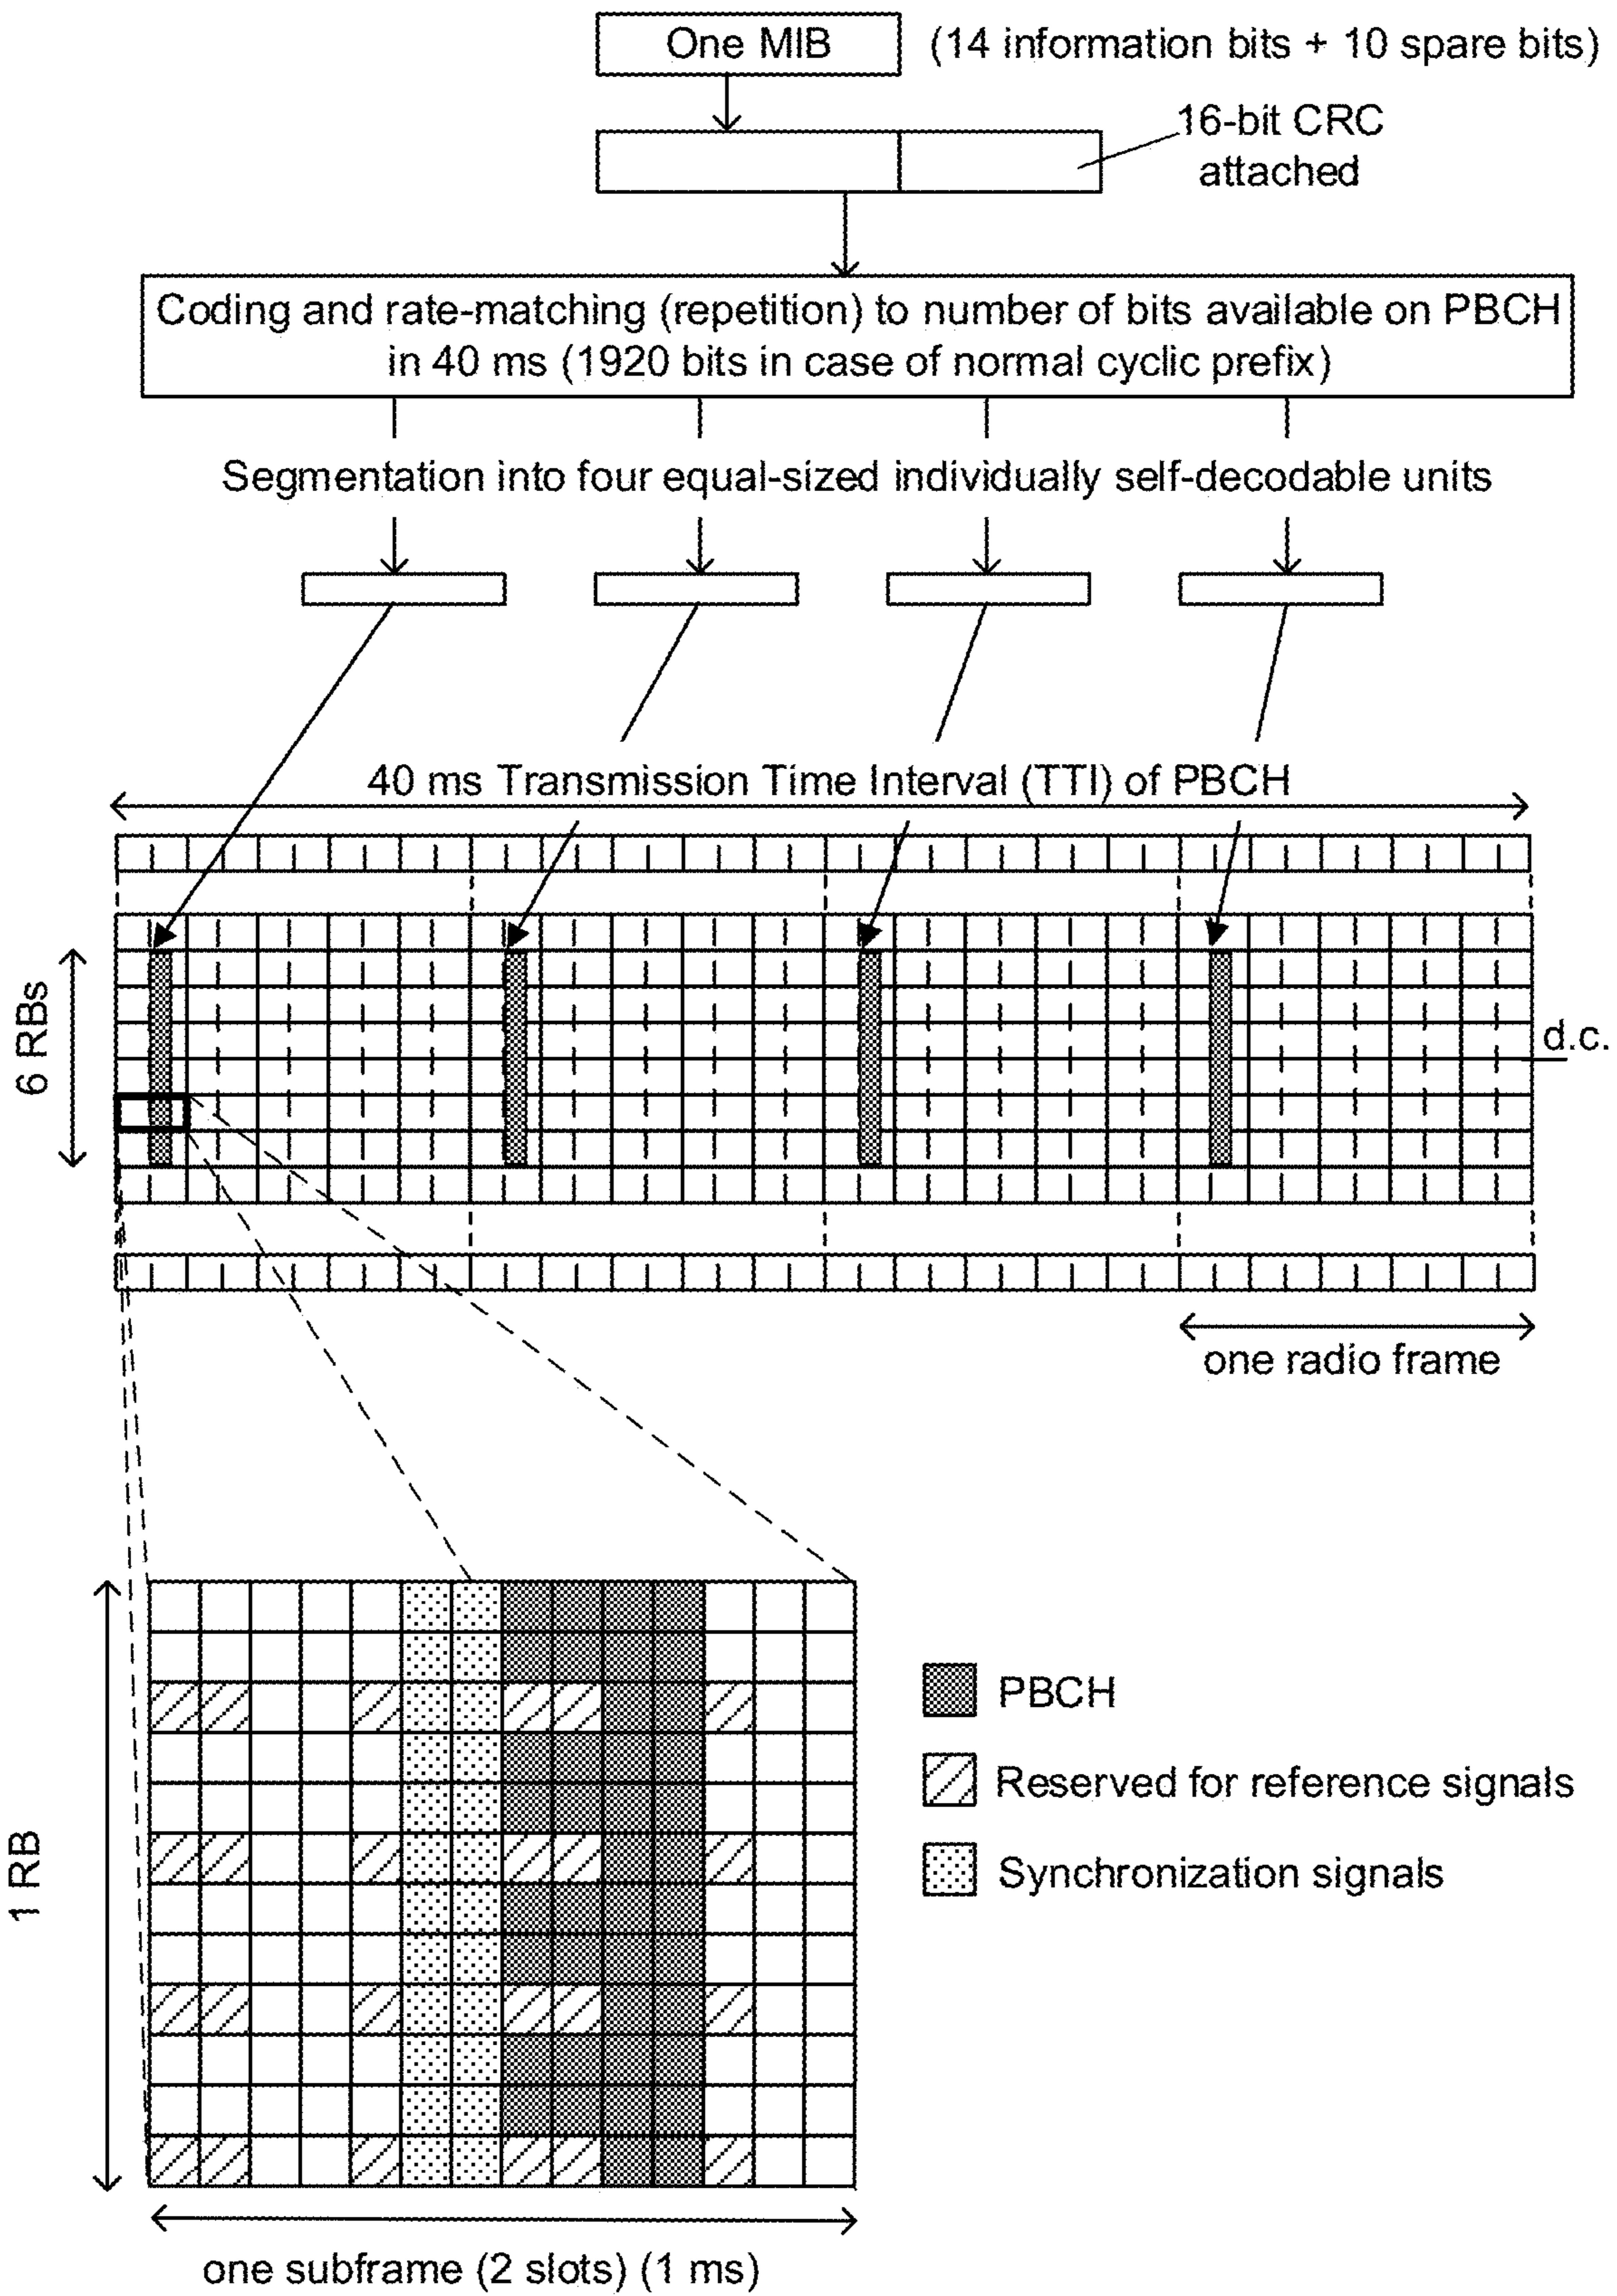 One MIB
(14 information bits + 10 spare bits)
16-bit CRC
attached
Coding and rate-matching (repetition) to number of bits available on PBCH
in 40 ms (1920 bits in case of normal cyclic prefix)
Segmentation into four equal-sized individually self-decodable units
40 ms Transmission Time Interval (TTI) of PBCH
6 RBs
d.c.
one radio frame
1 RB
PBCH
Reserved for reference signals
Synchronization signals
one subframe (2 slots) (1 ms)